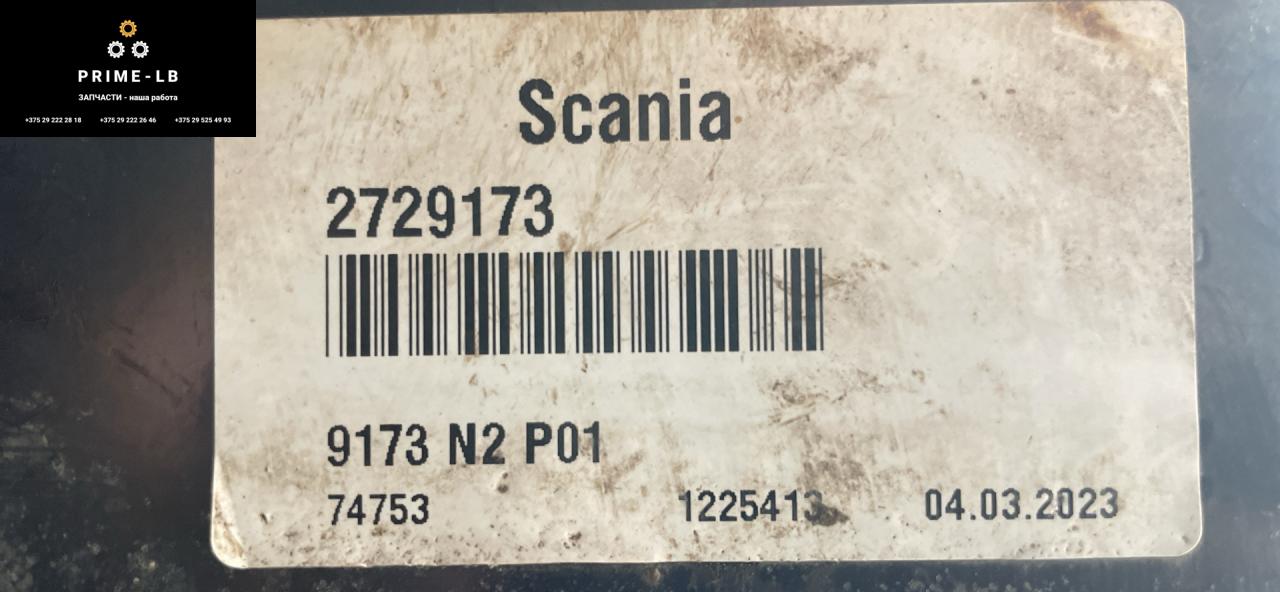 PRIME-LB
ЗАПЧАСТИ - наша работа
+375 29 222 28 18 +375 29 222 26 46 +375 29 525 49 93
Scania
2729173
9173 N2 P01
74753 1225413 04.03.2023